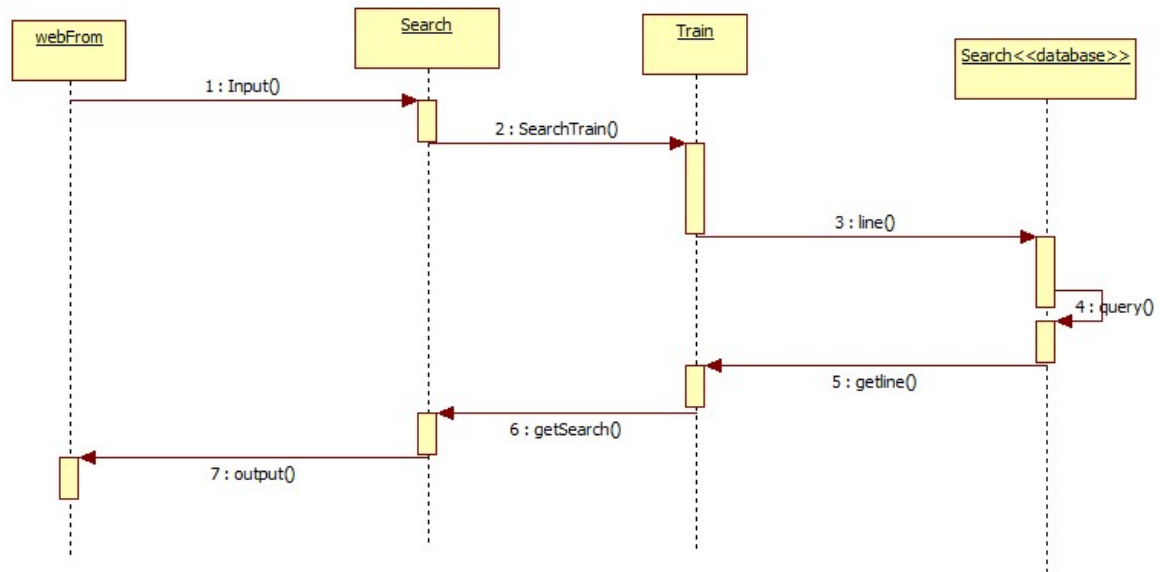 webFrom
Search
Train
Search<<database>>
1 : Input()
2 : SearchTrain()
3 : line()
4 : query()
5 : getline()
6 : getSearch()
7 : output()